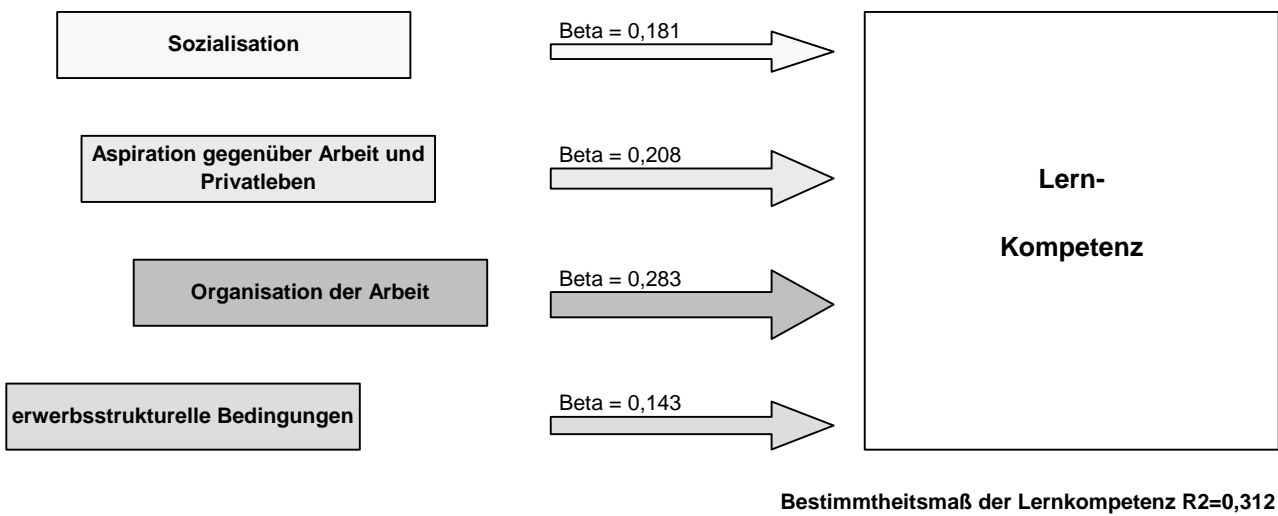 Sozialisation
Beta = 0,181
Aspiration gegenüber Arbeit und
Privatleben
Beta = 0,208
Organisation der Arbeit
Beta = 0,283
erwerbsstrukturelle Bedingungen
Beta = 0,143
Lern-
Kompetenz
Bestimmtheitsmaß der Lernkompetenz R2=0,312